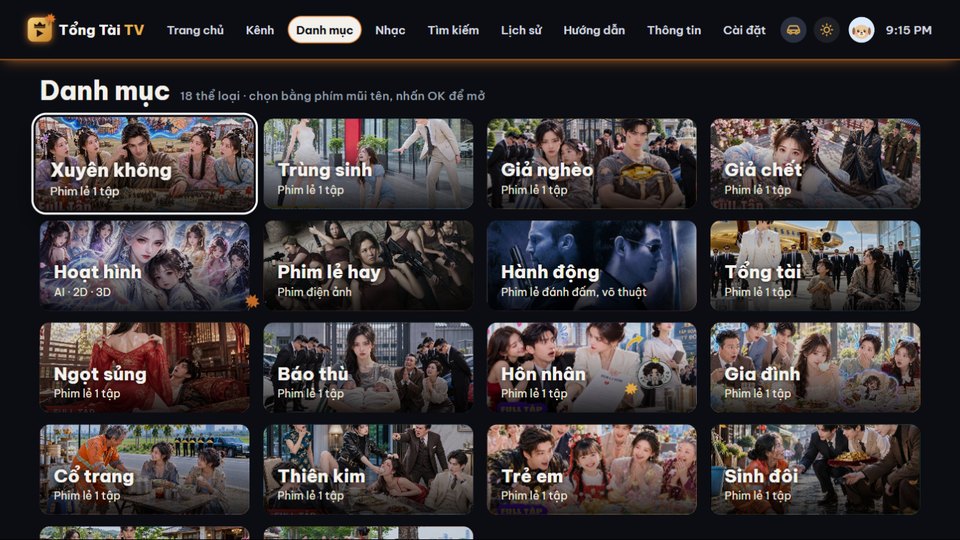 Tổng Tài TV
Trang chủ
Kênh
Danh mục
Nhạc
Tìm kiếm
Lịch sử
Hướng dẫn
Thông tin
Cài đặt
9:15 PM
Danh mục
18 thể loại · chọn bằng phím mũi tên, nhấn OK để mở
Xuyên không
Phim lẻ 1 tập
Trùng sinh
Phim lẻ 1 tập
Giả nghèo
Phim lẻ 1 tập
Giả chết
Phim lẻ 1 tập
Hoạt hình
AI · 2D · 3D
Phim lẻ hay
Phim điện ảnh
Hành động
Phim lẻ đánh đấm, võ thuật
Tổng tài
Phim lẻ 1 tập
Ngọt sủng
Phim lẻ 1 tập
Báo thù
Phim lẻ 1 tập
Hôn nhân
Phim lẻ 1 tập
FULL TẬP
Gia đình
Phim lẻ 1 tập
Cổ trang
Phim lẻ 1 tập
Thiên kim
Phim lẻ 1 tập
Trẻ em
Phim lẻ 1 tập
FULL TẬP
Sinh đôi
Phim lẻ 1 tập